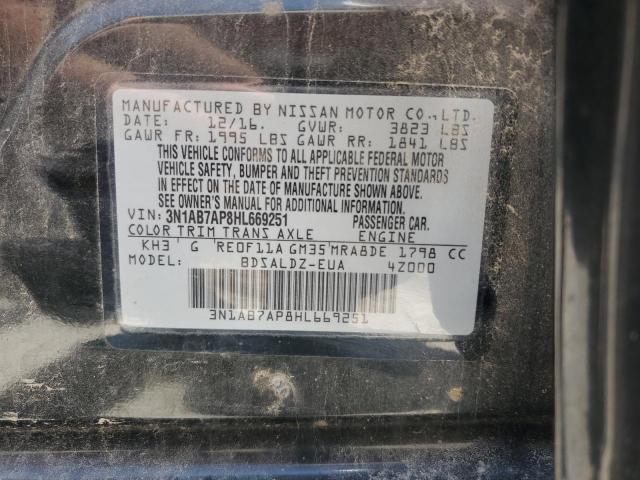 MANUFACTURED BY NISSAN MOTOR CO., LTD.
DATE: 12/16. GVWR: 3823 LBS
GAWR FR: 1995 LBS GAWR RR: 1841 LBS
THIS VEHICLE CONFORMS TO ALL APPLICABLE FEDERAL MOTOR
VEHICLE SAFETY, BUMPER AND THEFT PREVENTION STANDARDS
IN EFFECT ON THE DATE OF MANUFACTURE SHOWN ABOVE.
SEE OWNER'S MANUAL FOR ADDITIONAL INFORMATION.
VIN: 3N1AB7AP8HL669251 PASSENGER CAR.
COLOR TRIM TRANS AXLE ENGINE
KH3 G RE0F11A GM35 MRA8DE 1798 CC
BDSALDZ-EUA 4Z000
3N1AB7AP8HL669251